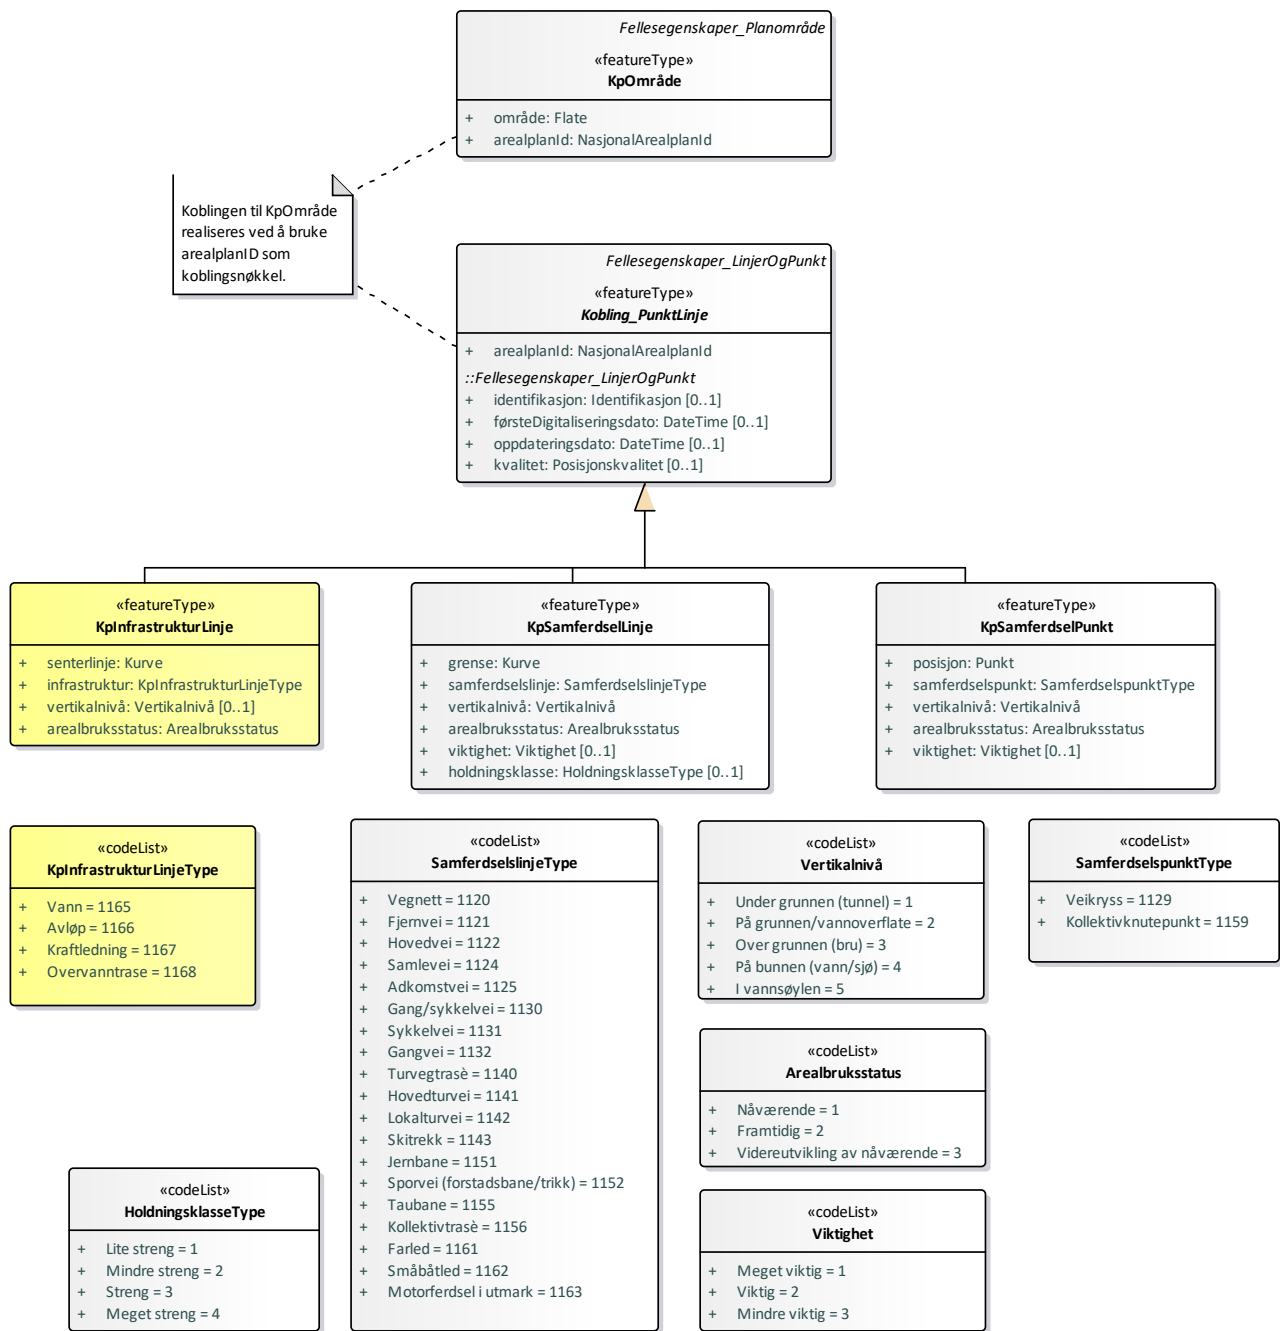 Fellesegenskaper_Planområde
«featureType»
KpOmråde
+ område: Flate
+ arealplanId: NasjonalArealplanId
Koblingen til KpOmråde
realiseres ved å bruke
arealplanID som
koblingsnøkkel.
Fellesegenskaper_LinjerOgPunkt
«featureType»
Kobling_PunktLinje
+ arealplanId: NasjonalArealplanId
::Fellesegenskaper_LinjerOgPunkt
+ identifikasjon: Identifikasjon [0..1]
+ førsteDigitaliseringsdato: DateTime [0..1]
+ oppdateringsdato: DateTime [0..1]
+ kvalitet: Posisjonskvalitet [0..1]
«featureType»
KpInfrastrukturLinje
+ senterlinje: Kurve
+ infrastruktur: KpInfrastrukturLinjeType
+ vertikalnivå: Vertikalnivå [0..1]
+ arealbruksstatus: Arealbruksstatus
«featureType»
KpSamferdselLinje
+ grense: Kurve
+ samferdselslinje: SamferdselslinjeType
+ vertikalnivå: Vertikalnivå
+ arealbruksstatus: Arealbruksstatus
+ viktighet: Viktighet [0..1]
+ holdningsklasse: HoldningsklasseType [0..1]
«featureType»
KpSamferdselPunkt
+ posisjon: Punkt
+ samferdselspunkt: SamferdselspunktType
+ vertikalnivå: Vertikalnivå
+ arealbruksstatus: Arealbruksstatus
+ viktighet: Viktighet [0..1]
«codeList»
KpInfrastrukturLinjeType
+ Vann = 1165
+ Avløp = 1166
+ Kraftledning = 1167
+ Overvanntrase = 1168
«codeList»
SamferdselslinjeType
+ Vegnett = 1120
+ Fjernvei = 1121
+ Hovedvei = 1122
+ Samlevei = 1124
+ Adkomstvei = 1125
+ Gang/sykkelvei = 1130
+ Sykkelvei = 1131
+ Gangvei = 1132
+ Turvegtrasè = 1140
+ Hovedturvei = 1141
+ Lokalturvei = 1142
+ Skitrekk = 1143
+ Jernbane = 1151
+ Sporvei (forstadsbane/trikk) = 1152
+ Taubane = 1155
+ Kollektivtrasè = 1156
+ Farled = 1161
+ Småbåtled = 1162
+ Motorferdsel i utmark = 1163
«codeList»
Vertikalnivå
+ Under grunnen (tunnel) = 1
+ På grunnen/vannoverflate = 2
+ Over grunnen (bru) = 3
+ På bunnen (vann/sjø) = 4
+ I vannsøylen = 5
«codeList»
SamferdselspunktType
+ Veikryss = 1129
+ Kollektivknutepunkt = 1159
«codeList»
Arealbruksstatus
+ Nåværende = 1
+ Framtidig = 2
+ Videreutvikling av nåværende = 3
«codeList»
HoldningsklasseType
+ Lite streng = 1
+ Mindre streng = 2
+ Streng = 3
+ Meget streng = 4
«codeList»
Viktighet
+ Meget viktig = 1
+ Viktig = 2
+ Mindre viktig = 3